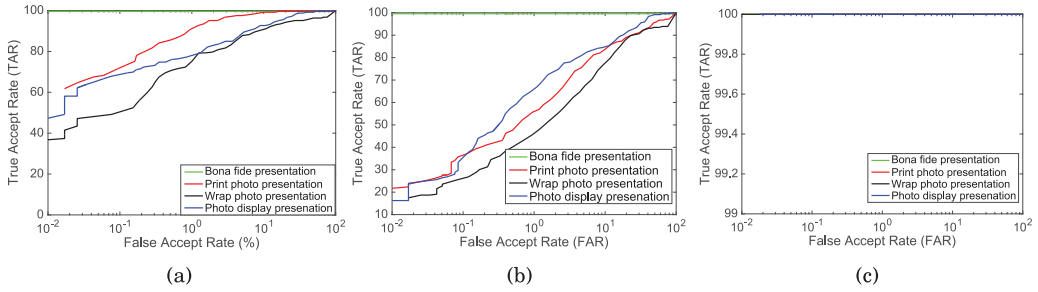 100
80
60
40
20
0
True Accept Rate (TAR)
Bona fide presentation
Print photo presentation
Wrap photo presentation
Photo display presenation
10^-2
10^-1
10^0
10^1
10^2
False Accept Rate (%)
(a)
100
90
80
70
60
50
40
30
20
10
True Accept Rate (TAR)
Bona fide presentation
Print photo presentation
Wrap photo presentation
Photo display presenation
10^-2
10^-1
10^0
10^1
10^2
False Accept Rate (FAR)
(b)
100
99.8
99.6
99.4
99.2
99
True Accept Rate (TAR)
Bona fide presentation
Print photo presentation
Wrap photo presentation
Photo display presenation
10^-2
10^-1
10^0
10^1
10^2
False Accept Rate (FAR)
(c)